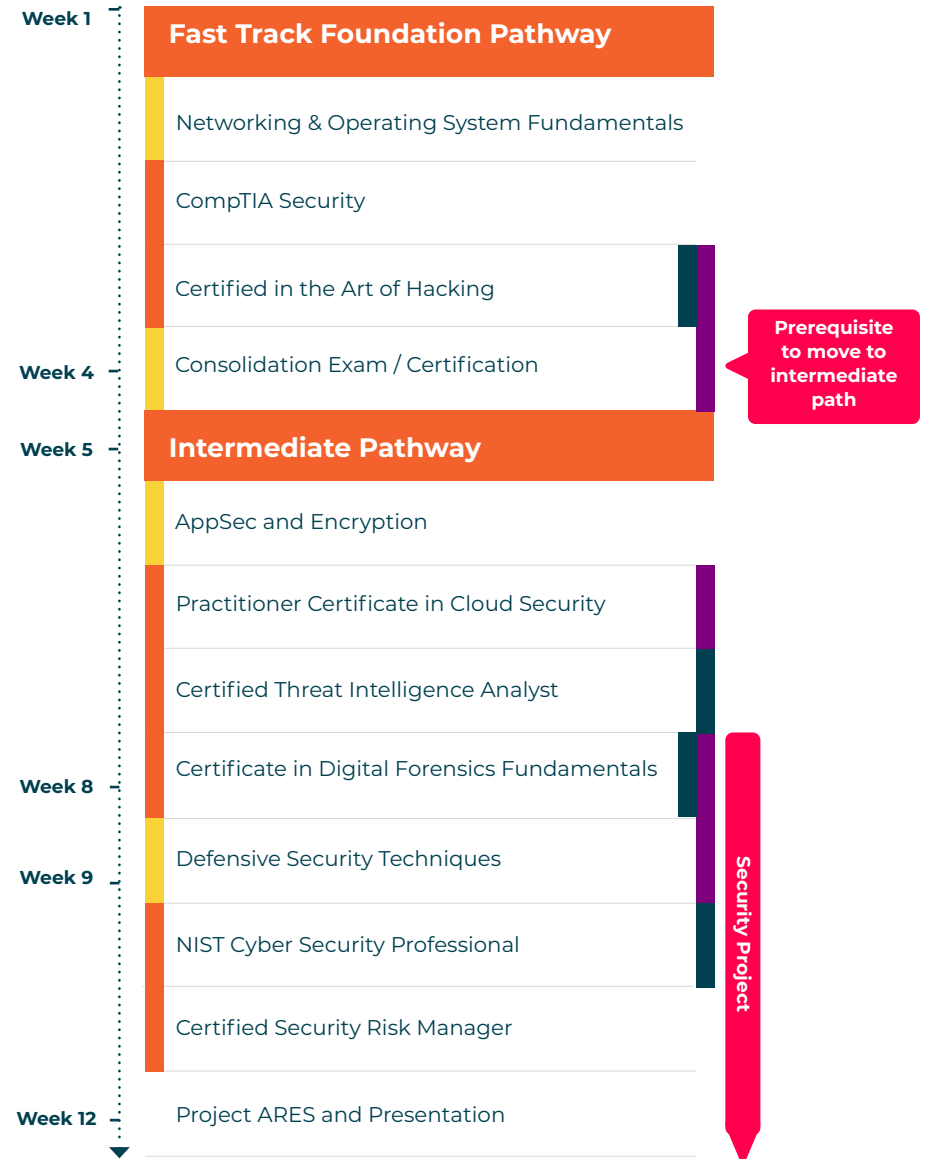 Week 1
Fast Track Foundation Pathway
Networking & Operating System Fundamentals
CompTIA Security
Certified in the Art of Hacking
Prerequisite
to move to
intermediate
path
Week 4
Consolidation Exam / Certification
Week 5
Intermediate Pathway
AppSec and Encryption
Practitioner Certificate in Cloud Security
Certified Threat Intelligence Analyst
Certificate in Digital Forensics Fundamentals
Week 8
Defensive Security Techniques
Week 9
Security Project
NIST Cyber Security Professional
Certified Security Risk Manager
Week 12
Project ARES and Presentation